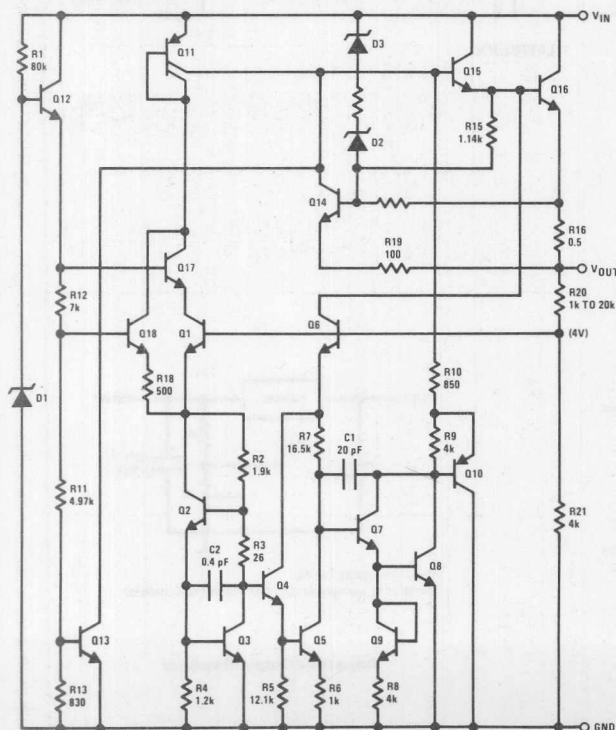 V_IN
R1
80k
Q11
D3
Q15
Q16
Q12
R15
1.14k
D2
Q14
R16
0.5
R19
100
V_OUT
Q17
R12
7k
R20
1k TO 20k
Q18
Q1
Q6
(4V)
R18
500
R10
850
D1
R2
1.9k
R7
16.5k
C1
20 pF
R9
4k
Q10
R11
4.97k
R21
4k
Q2
R3
26
Q7
C2
0.4 pF
Q4
Q8
Q13
Q3
Q5
Q9
R13
830
R4
1.2k
R5
12.1k
R6
1k
R8
4k
GND